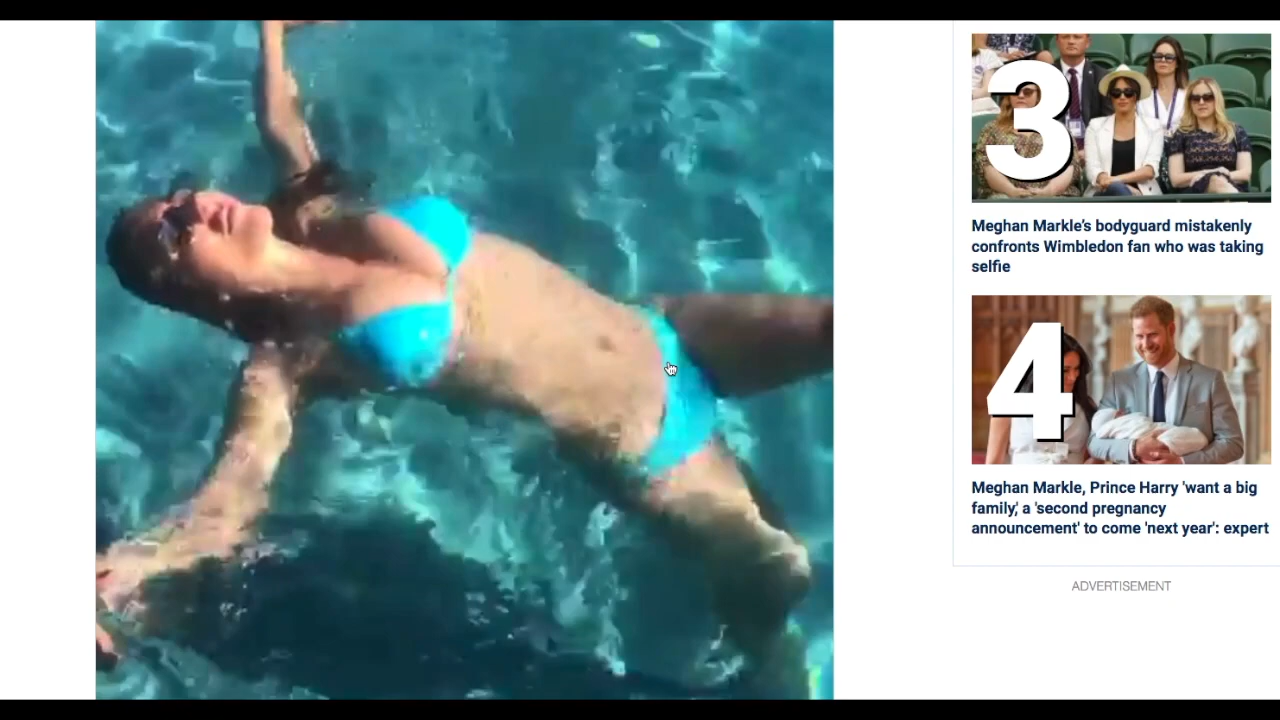 3
Meghan Markle's bodyguard mistakenly
confronts Wimbledon fan who was taking
selfie
4
Meghan Markle, Prince Harry 'want a big
family,' a 'second pregnancy
announcement' to come 'next year': expert
ADVERTISEMENT